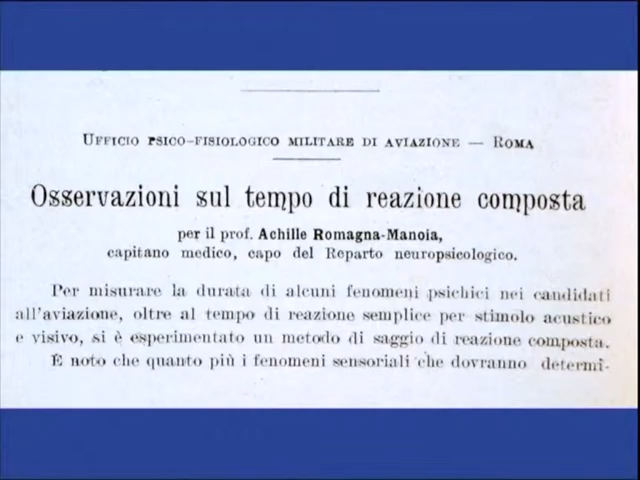 Ufficio psico-fisiologico militare di aviazione — Roma
Osservazioni sul tempo di reazione composta
per il prof. Achille Romagna-Manoia,
capitano medico, capo del Reparto neuropsicologico.
Per misurare la durata di alcuni fenomeni psichici nei candidati
all'aviazione, oltre al tempo di reazione semplice per stimolo acustico
e visivo, si è esperimentato un metodo di saggio di reazione composta.
È noto che quanto più i fenomeni sensoriali che dovranno determi-